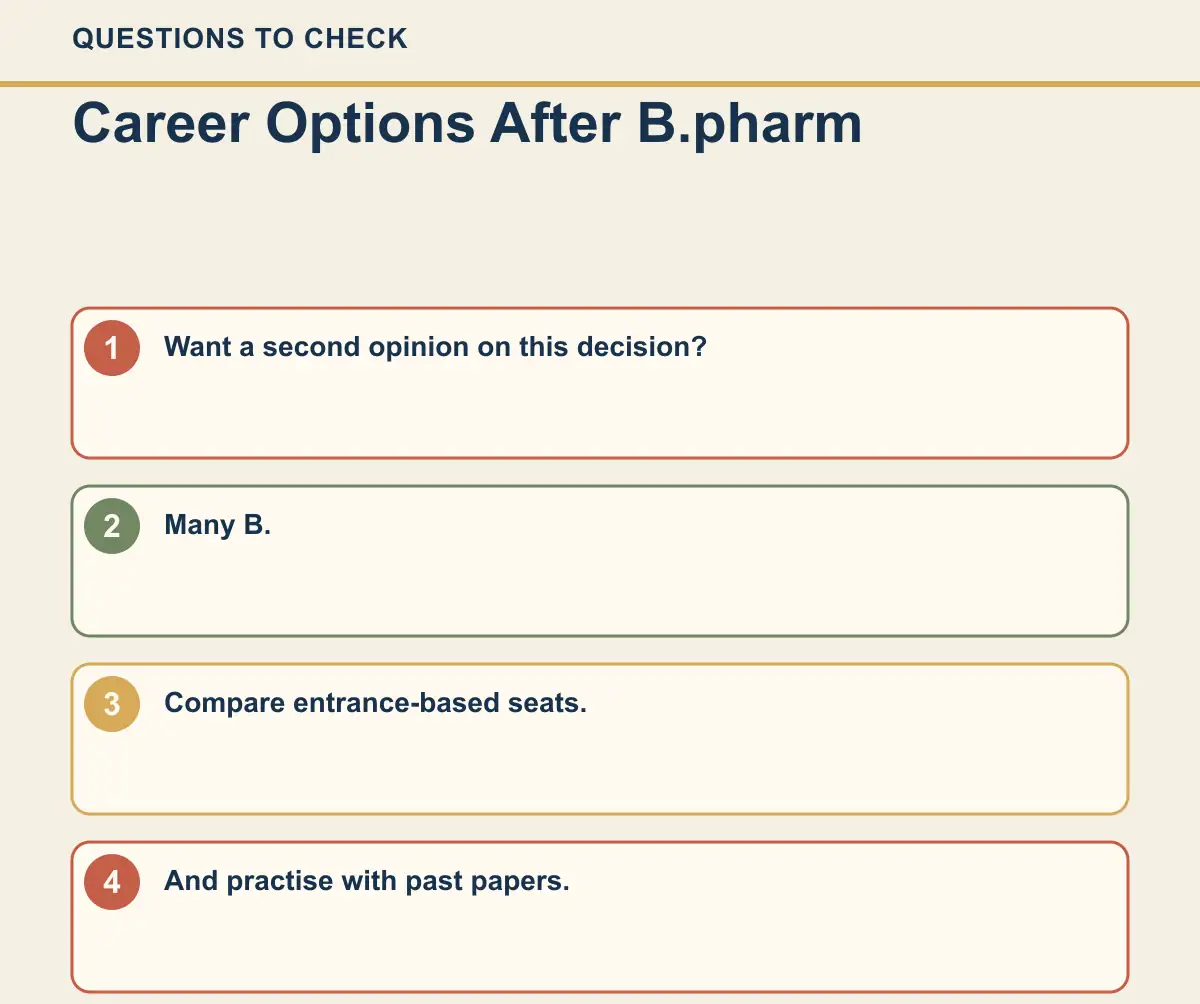 QUESTIONS TO CHECK
Career Options After B.pharm
1 Want a second opinion on this decision?
2 Many B.
3 Compare entrance-based seats.
4 And practise with past papers.